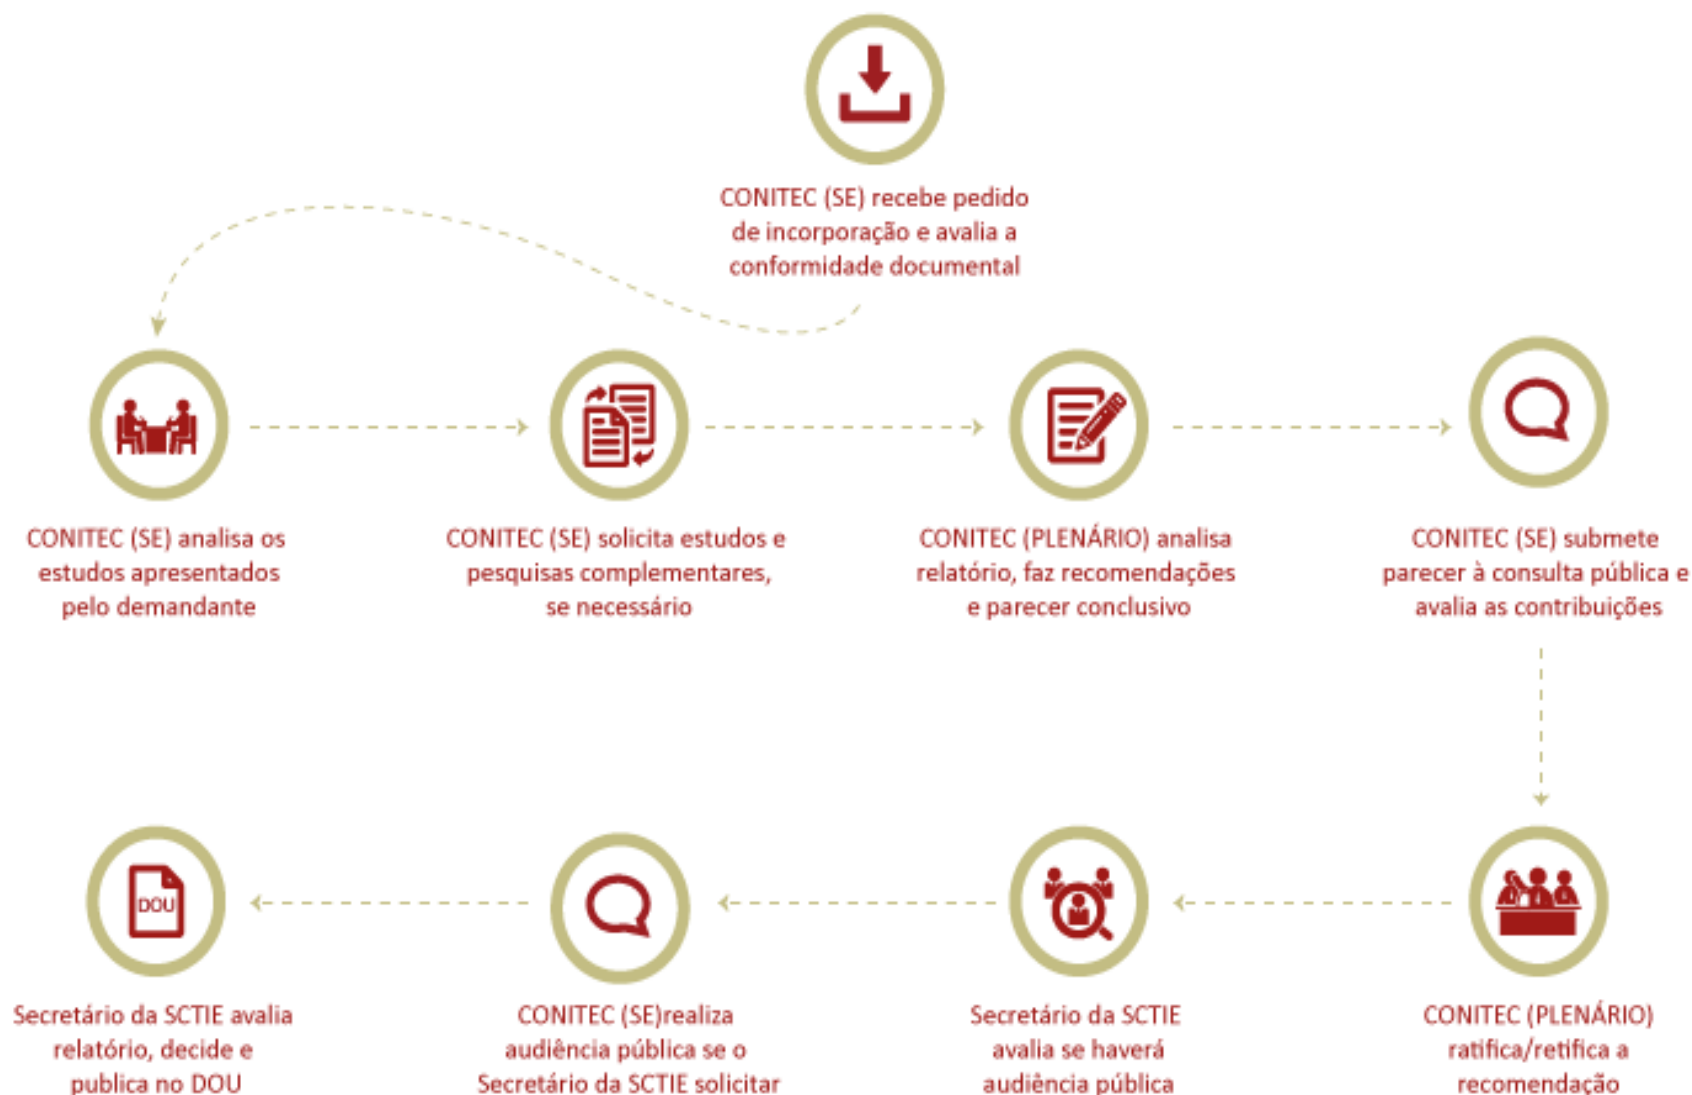 CONITEC (SE) recebe pedido
de incorporação e avalia a
conformidade documental
CONITEC (SE) analisa os
estudos apresentados
pelo demandante
CONITEC (SE) solicita estudos e
pesquisas complementares,
se necessário
CONITEC (PLENÁRIO) analisa
relatório, faz recomendações
e parecer conclusivo
CONITEC (SE) submete
parecer à consulta pública e
avalia as contribuições
CONITEC (PLENÁRIO)
ratifica/retifica a
recomendação
Secretário da SCTIE
avalia se haverá
audiência pública
CONITEC (SE)realiza
audiência pública se o
Secretário da SCTIE solicitar
DOU
Secretário da SCTIE avalia
relatório, decide e
publica no DOU